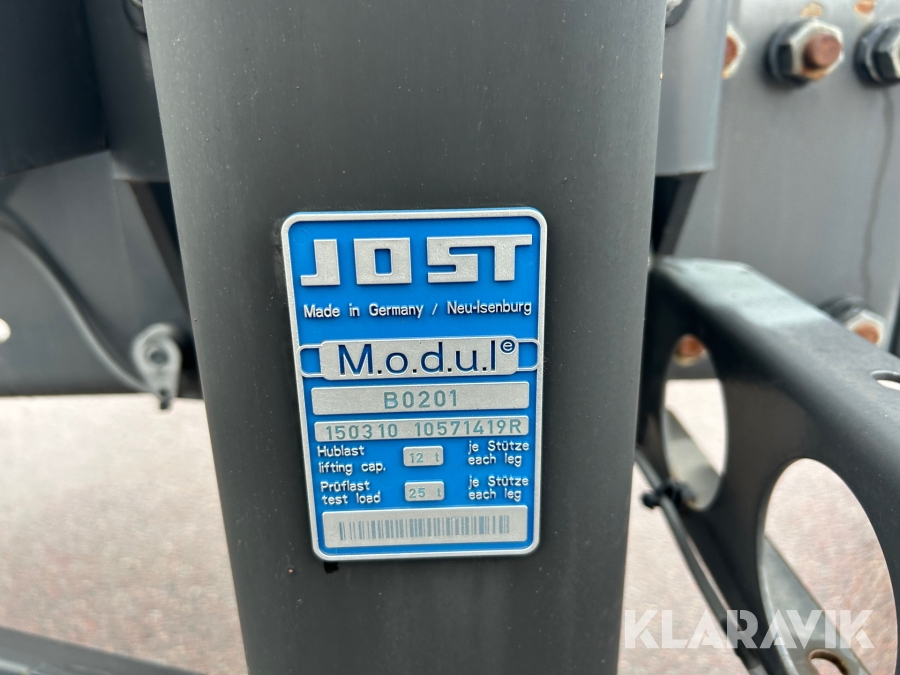 JOST
Made in Germany / Neu-Isenburg
M.o.d.u.l e
B0201
150310 10571419R
Hublast 12 t je Stütze
lifting cap. each leg
Prüflast 25 t je Stütze
test load each leg
KLARAVIK